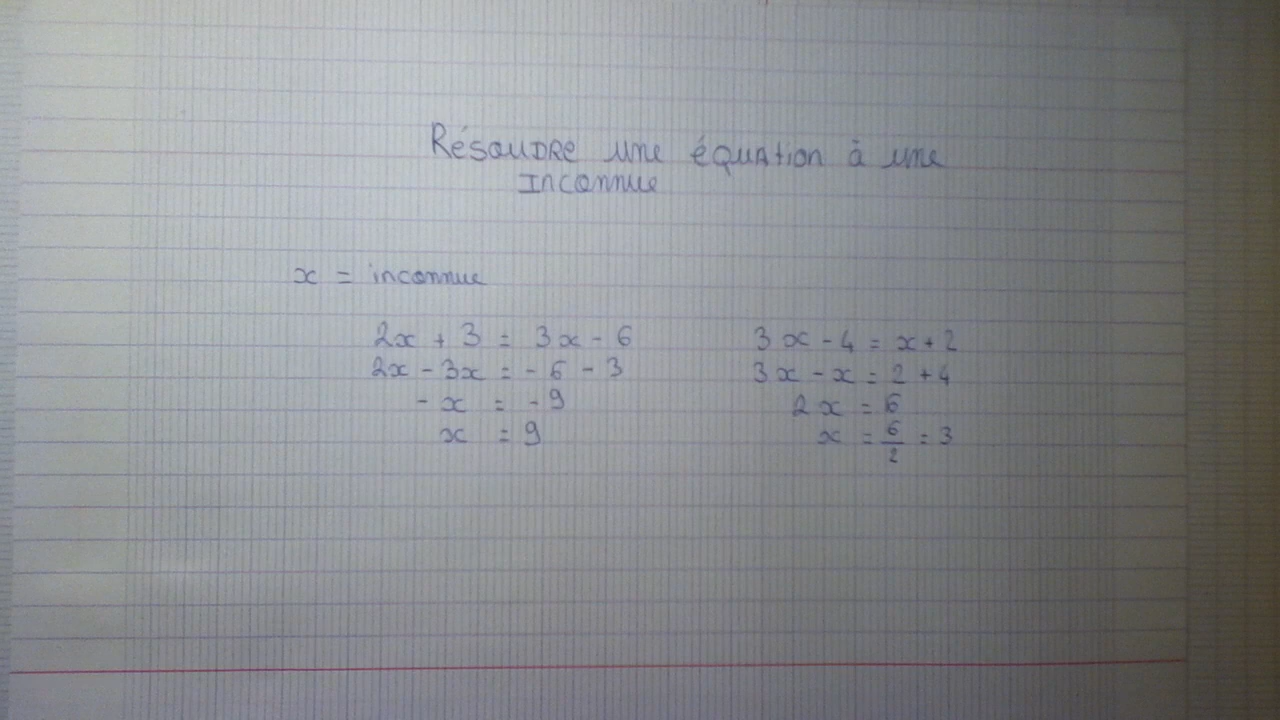 Résoudre une équation à une
Inconnue
x = inconnue
2x + 3 = 3x - 6
2x - 3x = - 6 - 3
- x = - 9
x = 9
3x - 4 = x + 2
3x - x = 2 + 4
2x = 6
x = 6/2 = 3